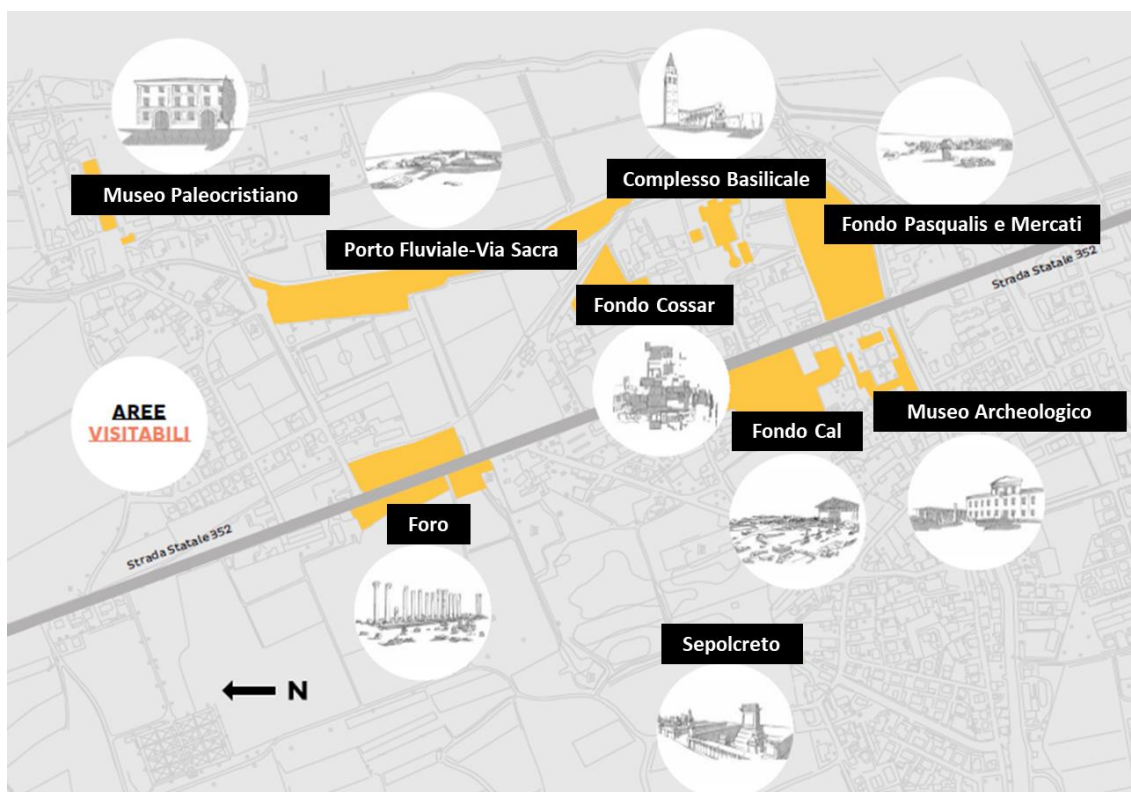 Museo Paleocristiano
Porto Fluviale-Via Sacra
Complesso Basilicale
Fondo Pasqualis e Mercati
Strada Statale 352
Fondo Cossar
Museo Archeologico
Fondo Cal
AREE
VISITABILI
Foro
Strada Statale 352
Sepolcreto
N